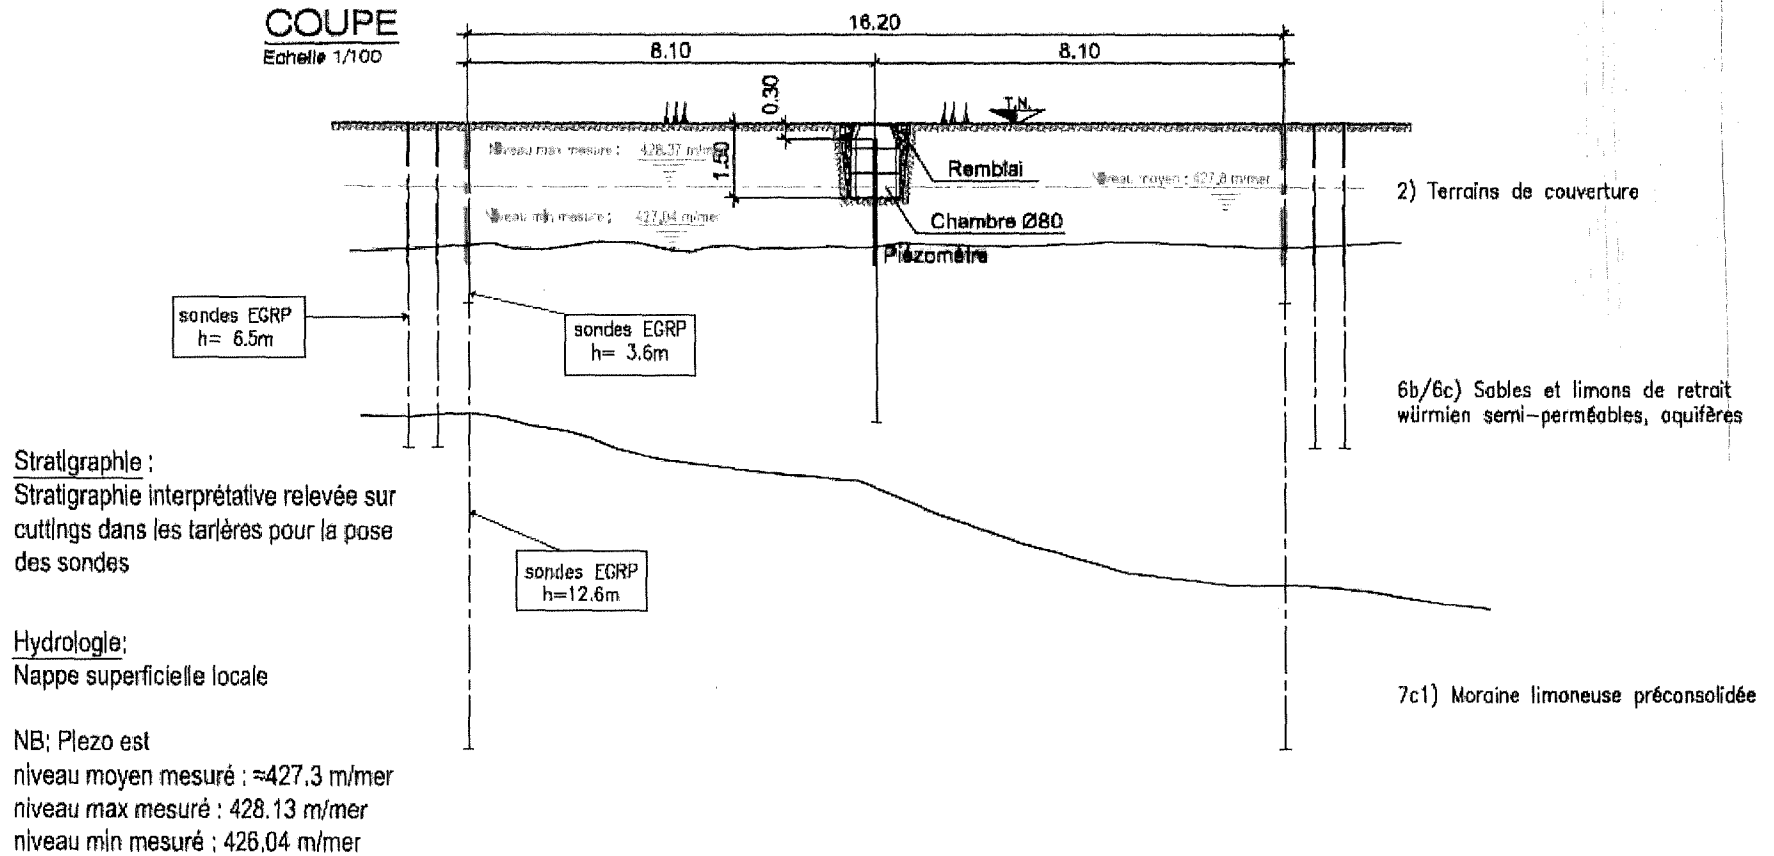 COUPE
Echelle 1/100
16.20
8.10
8.10
0.30
T.N.
Niveau max mesuré : 428.37 m/mer
1.50
Remblai
Niveau moyen : 427,8 m/mer
2) Terrains de couverture
Niveau min mesuré : 427,04 m/mer
Chambre Ø80
Piézomètre
sondes EGRP
h= 6.5m
sondes EGRP
h= 3.6m
6b/6c) Sables et limons de retrait
würmien semi-perméables, aquifères
Stratigraphie :
Stratigraphie interprétative relevée sur
cuttings dans les tarières pour la pose
des sondes
sondes EGRP
h=12.6m
Hydrologie:
Nappe superficielle locale
7c1) Moraine limoneuse préconsolidée
NB: Piezo est
niveau moyen mesuré : ≈427.3 m/mer
niveau max mesuré : 428.13 m/mer
niveau min mesuré : 426,04 m/mer